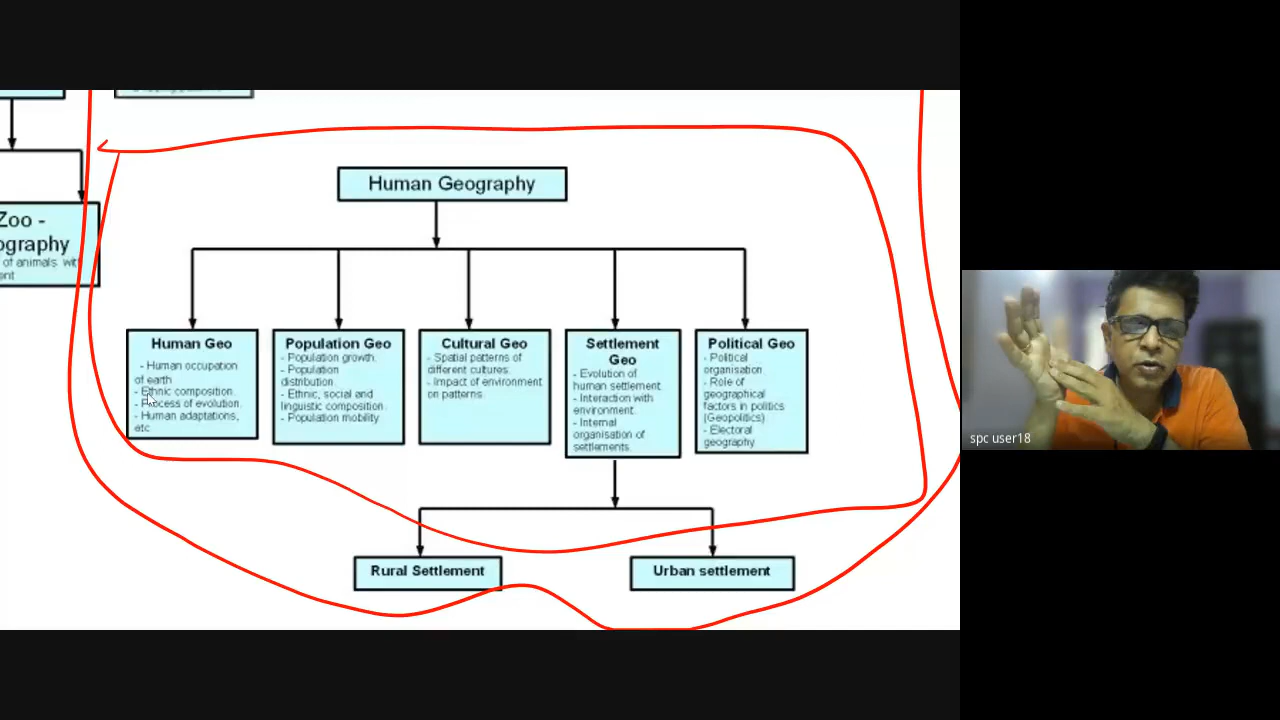 Human Geography
Zoo -
ography
of animals with
ent
Human Geo
- Human occupation
of earth
- Ethnic composition.
- Process of evolution.
- Human adaptations,
etc
Population Geo
- Population growth.
- Population
distribution.
- Ethnic, social and
linguistic composition.
- Population mobility
Cultural Geo
- Spatial patterns of
different cultures.
- Impact of environment
on patterns.
Settlement
Geo
- Evolution of
human settlement.
- Interaction with
environment.
- Internal
organisation of
settlements.
Political Geo
- Political
organisation.
- Role of
geographical
factors in politics
(Geopolitics)
- Electoral
geography
Rural Settlement
Urban settlement
spc user18